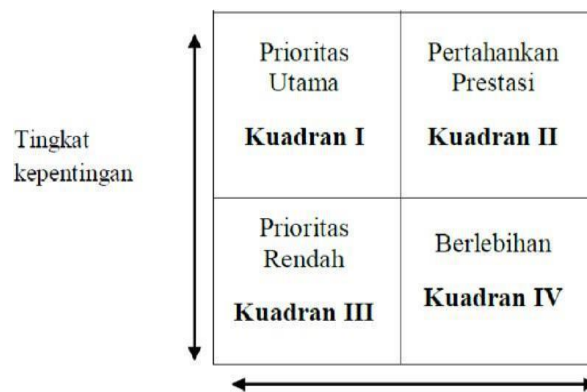 Prioritas
Utama
Kuadran I
Pertahankan
Prestasi
Kuadran II
Tingkat
kepentingan
Prioritas
Rendah
Kuadran III
Berlebihan
Kuadran IV